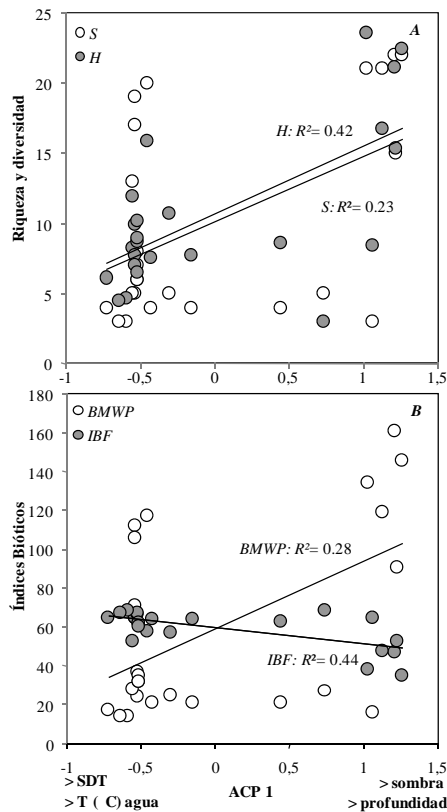 A
S
H
25
20
15
10
5
0
Riqueza y diversidad
H: R²= 0.42
S: R²= 0.23
-1 -0,5 0 0,5 1 1,5
B
BMWP
IBF
180
160
140
120
100
80
60
40
20
0
Índices Bióticos
BMWP: R²= 0.28
IBF: R²= 0.44
-1 -0,5 0 0,5 1 1,5
> SDT ACP 1 > sombra
> T ( C) agua > profundidad